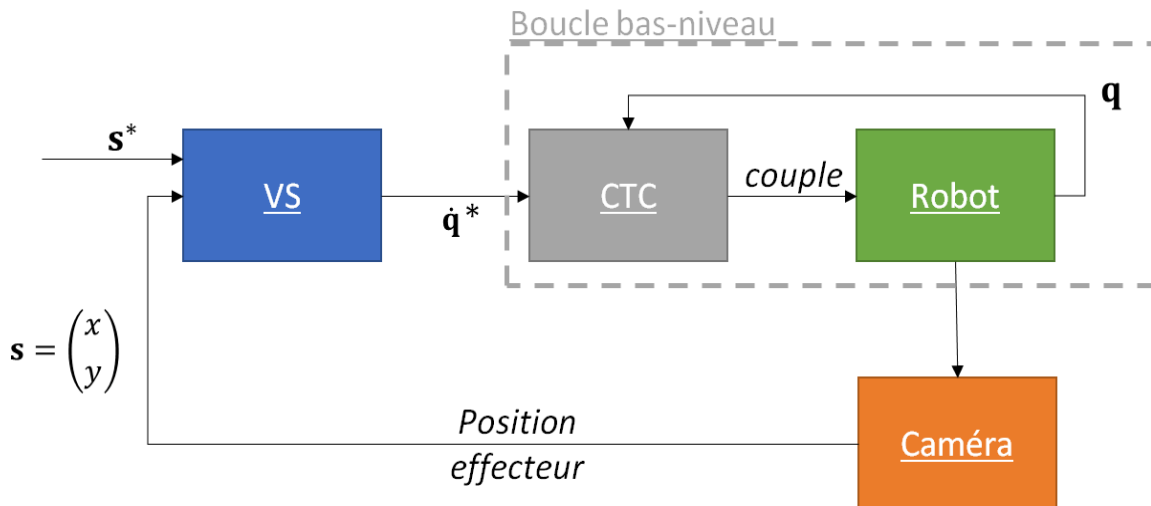 Boucle bas-niveau
q
s*
VS
q̇*
CTC
couple
Robot
s = (x
y)
Position
effecteur
Caméra